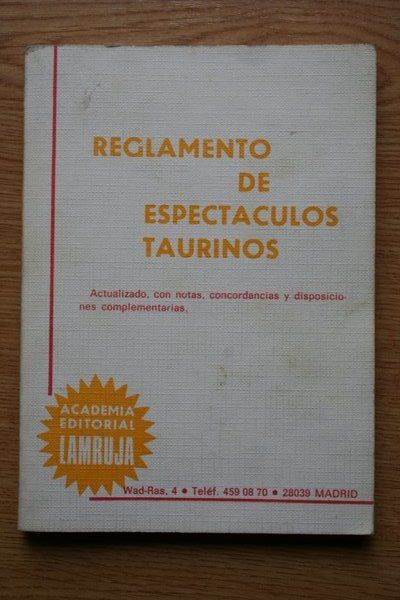 REGLAMENTO
DE
ESPECTACULOS
TAURINOS
Actualizado, con notas, concordancias y disposicio-
nes complementarias.
ACADEMIA
EDITORIAL
LAMRUJA
Wad-Ras, 4 • Teléf. 459 08 70 • 28039 MADRID